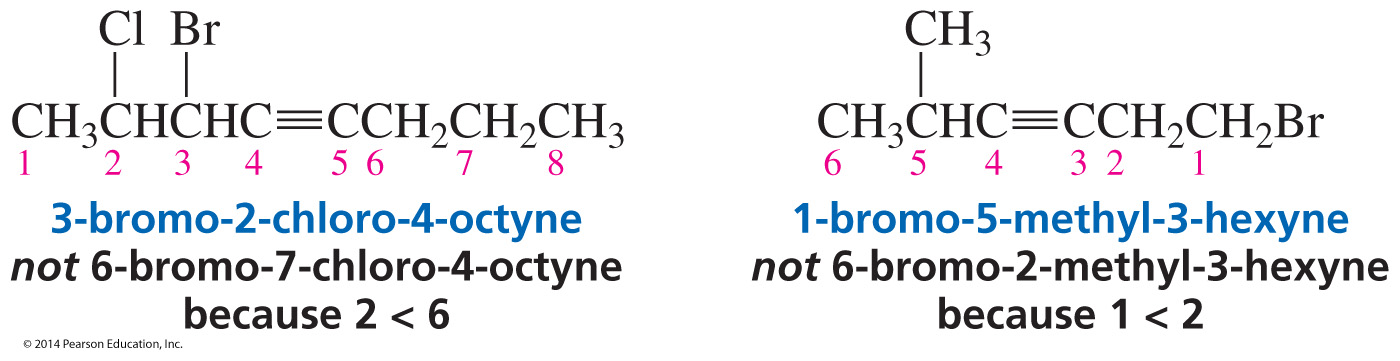 Cl Br
CH₃CHCHC≡CCH₂CH₂CH₃
1 2 3 4 5 6 7 8
3-bromo-2-chloro-4-octyne
not 6-bromo-7-chloro-4-octyne
because 2 < 6
CH₃
CH₃CHC≡CCH₂CH₂Br
6 5 4 3 2 1
1-bromo-5-methyl-3-hexyne
not 6-bromo-2-methyl-3-hexyne
because 1 < 2
© 2014 Pearson Education, Inc.